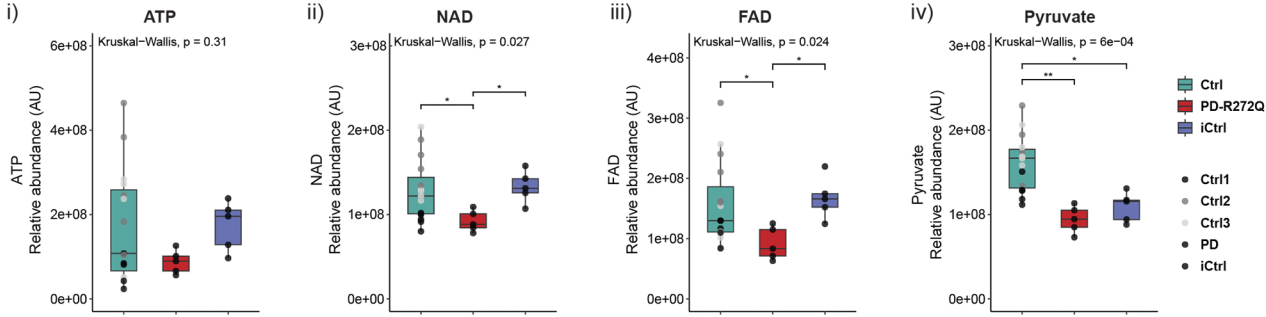 i)
ATP
Kruskal−Wallis, p = 0.31
6e+08
4e+08
2e+08
0e+00
ATP
Relative abundance (AU)
ii)
NAD
Kruskal−Wallis, p = 0.027
3e+08
2e+08
1e+08
0e+00
NAD
Relative abundance (AU)
*
*
iii)
FAD
Kruskal−Wallis, p = 0.024
4e+08
3e+08
2e+08
1e+08
0e+00
FAD
Relative abundance (AU)
*
*
iv)
Pyruvate
Kruskal−Wallis, p = 6e−04
3e+08
2e+08
1e+08
0e+00
Pyruvate
Relative abundance (AU)
*
**
Ctrl
PD-R272Q
iCtrl
Ctrl1
Ctrl2
Ctrl3
PD
iCtrl